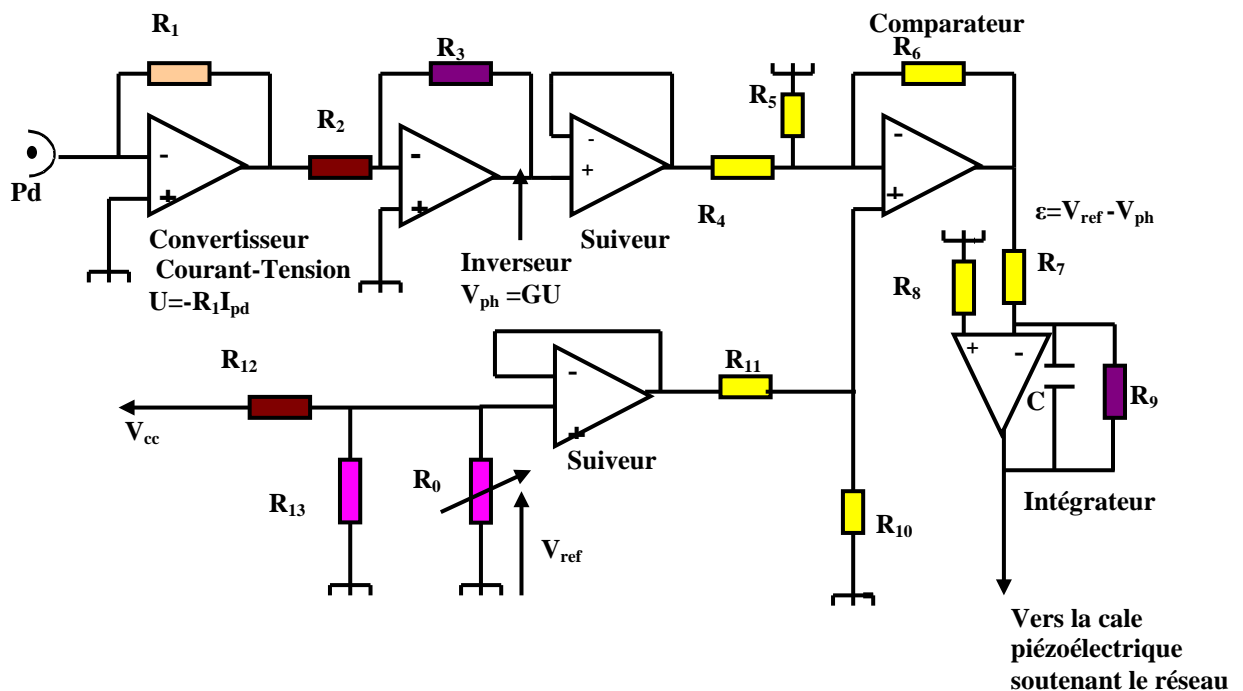 R1
Comparateur
R6
R3
R5
R2
-
-
-
-
+
+
+
+
Pd
R4
ε=Vref -Vph
Convertisseur
Courant-Tension
U=-R1Ipd
Inverseur
Vph =GU
Suiveur
R8
R7
+
-
C
R9
R12
-
+
R11
Vcc
Suiveur
R13
R0
Vref
R10
Intégrateur
Vers la cale
piézoélectrique
soutenant le réseau